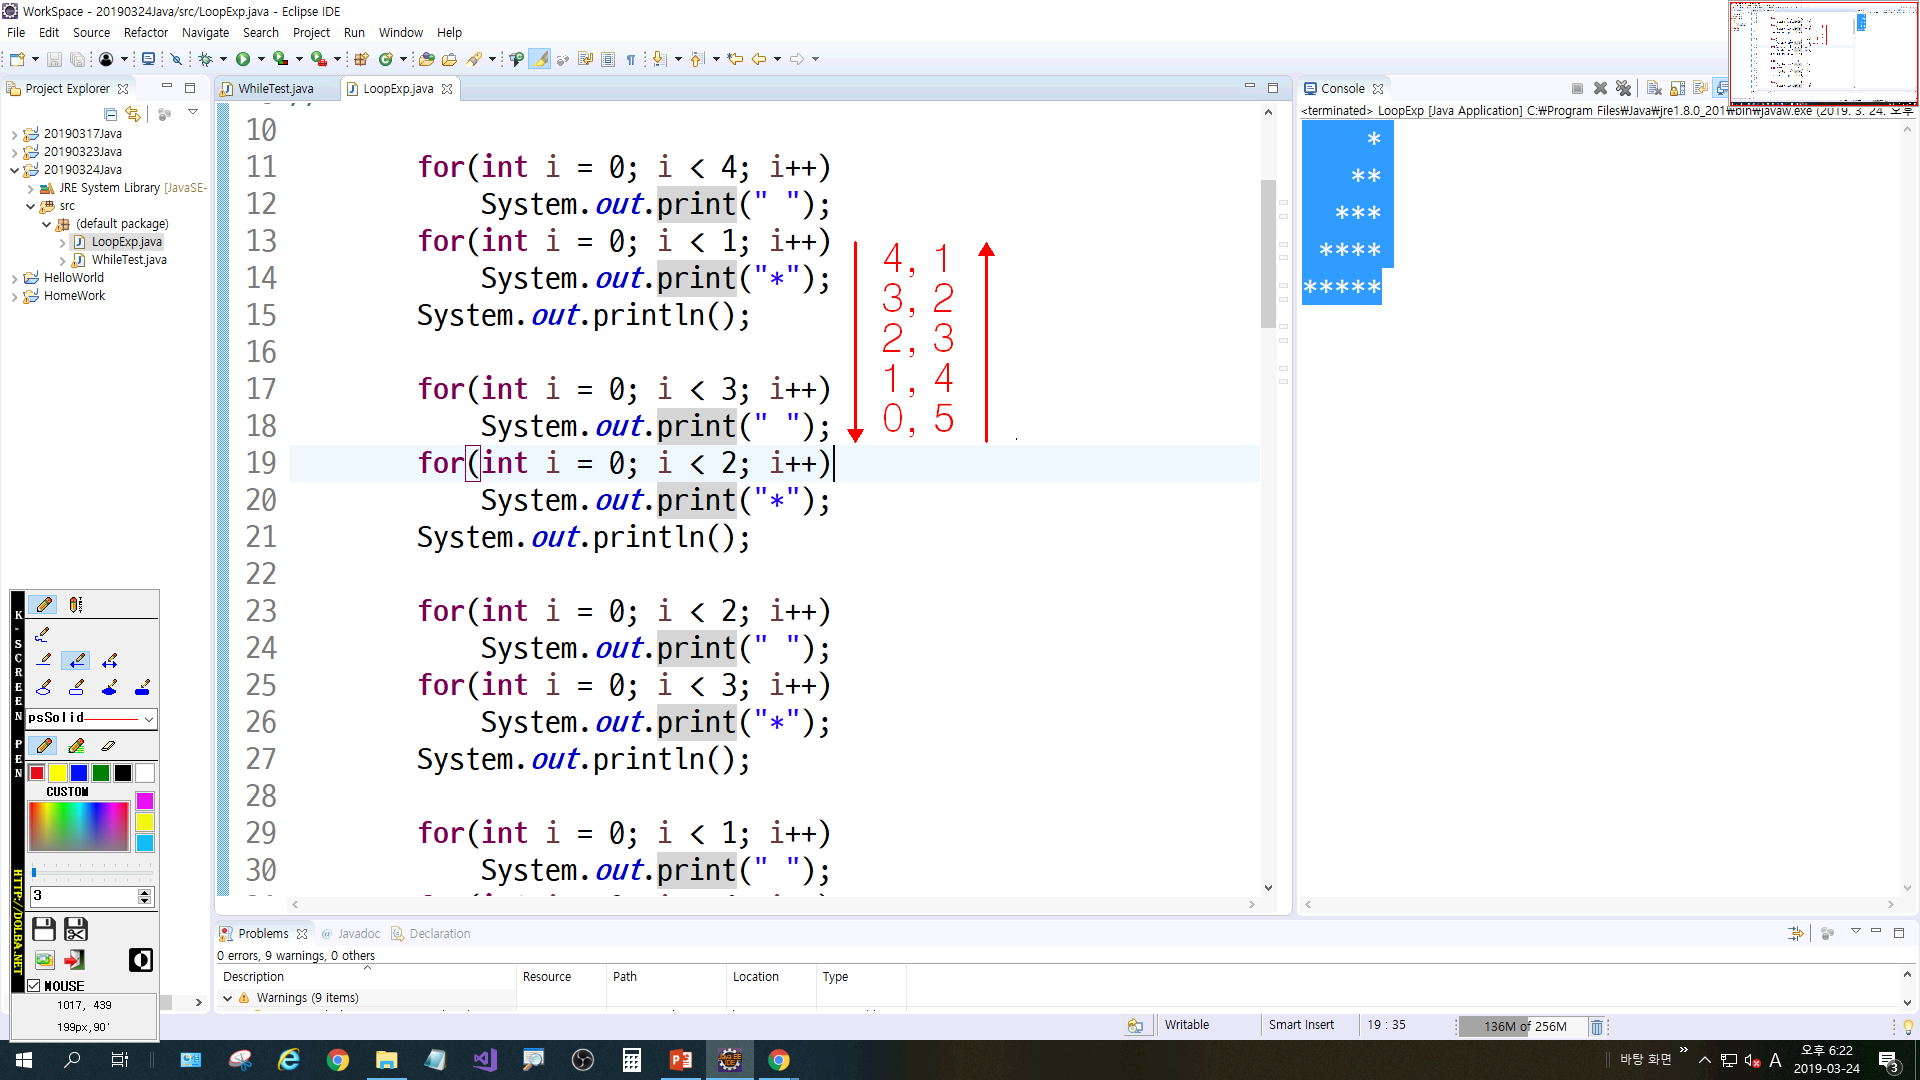 WorkSpace - 20190324Java/src/LoopExp.java - Eclipse IDE
File Edit Source Refactor Navigate Search Project Run Window Help
Project Explorer
20190317Java
20190323Java
20190324Java
JRE System Library [JavaSE-
src
(default package)
LoopExp.java
WhileTest.java
HelloWorld
HomeWork
WhileTest.java
LoopExp.java
10
11 for(int i = 0; i < 4; i++)
12 System.out.print(" ");
13 for(int i = 0; i < 1; i++)
14 System.out.print("*");
15 System.out.println();
16
17 for(int i = 0; i < 3; i++)
18 System.out.print(" ");
19 for(int i = 0; i < 2; i++)
20 System.out.print("*");
21 System.out.println();
22
23 for(int i = 0; i < 2; i++)
24 System.out.print(" ");
25 for(int i = 0; i < 3; i++)
26 System.out.print("*");
27 System.out.println();
28
29 for(int i = 0; i < 1; i++)
30 System.out.print(" ");
4, 1
3, 2
2, 3
1, 4
0, 5
Console
<terminated> LoopExp [Java Application] C:₩Program Files₩Java₩jre1.8.0_201₩bin₩javaw.exe (2019. 3. 24. 오후
*
**
***
****
*****
Problems @ Javadoc Declaration
0 errors, 9 warnings, 0 others
Description Resource Path Location Type
Warnings (9 items)
Writable Smart Insert 19 : 35 136M of 256M
K-SCREEN PEN
HTTP://DOLBA.NET
psSolid
CUSTOM
3
MOUSE
1017, 439
199px,90'
바탕 화면 » A 오후 6:22
2019-03-24
3